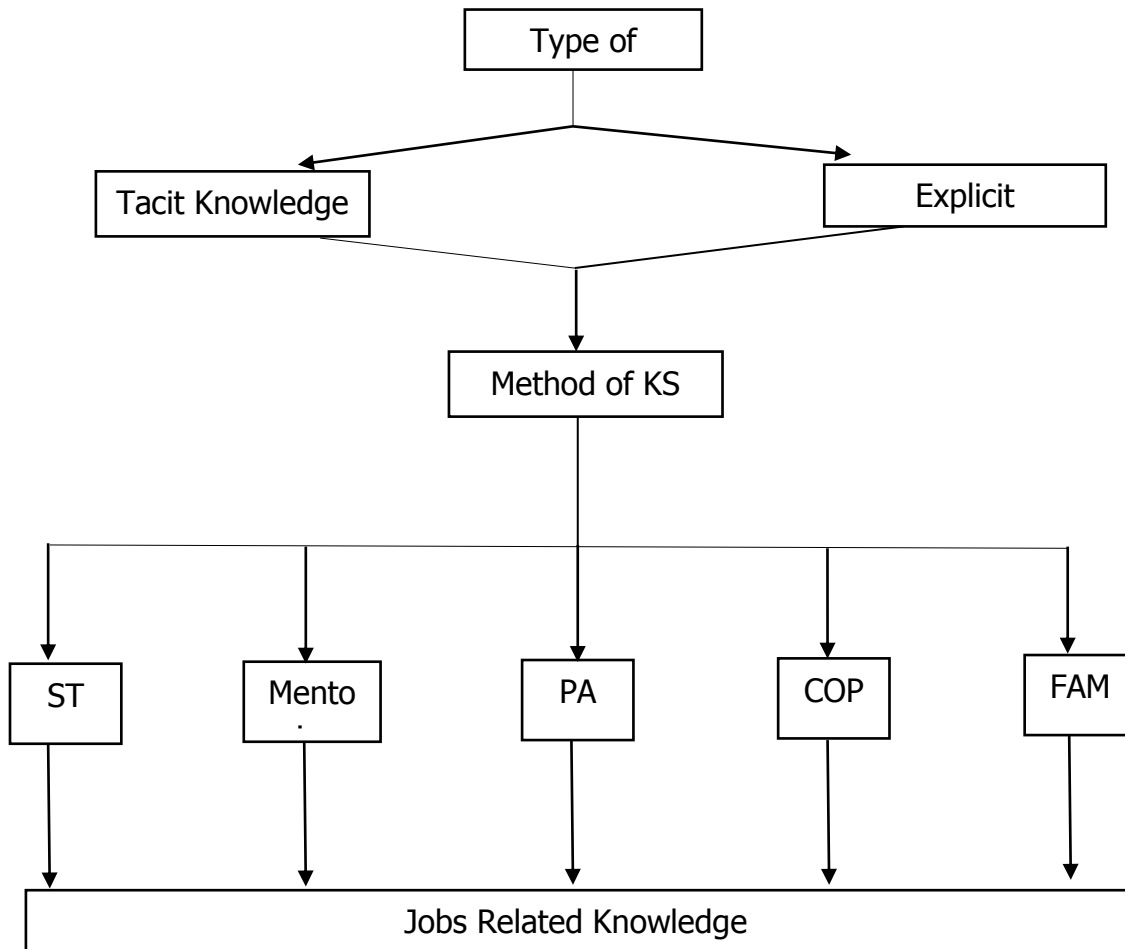 Type of
Tacit Knowledge
Explicit
Method of KS
ST
Mento
PA
COP
FAM
Jobs Related Knowledge